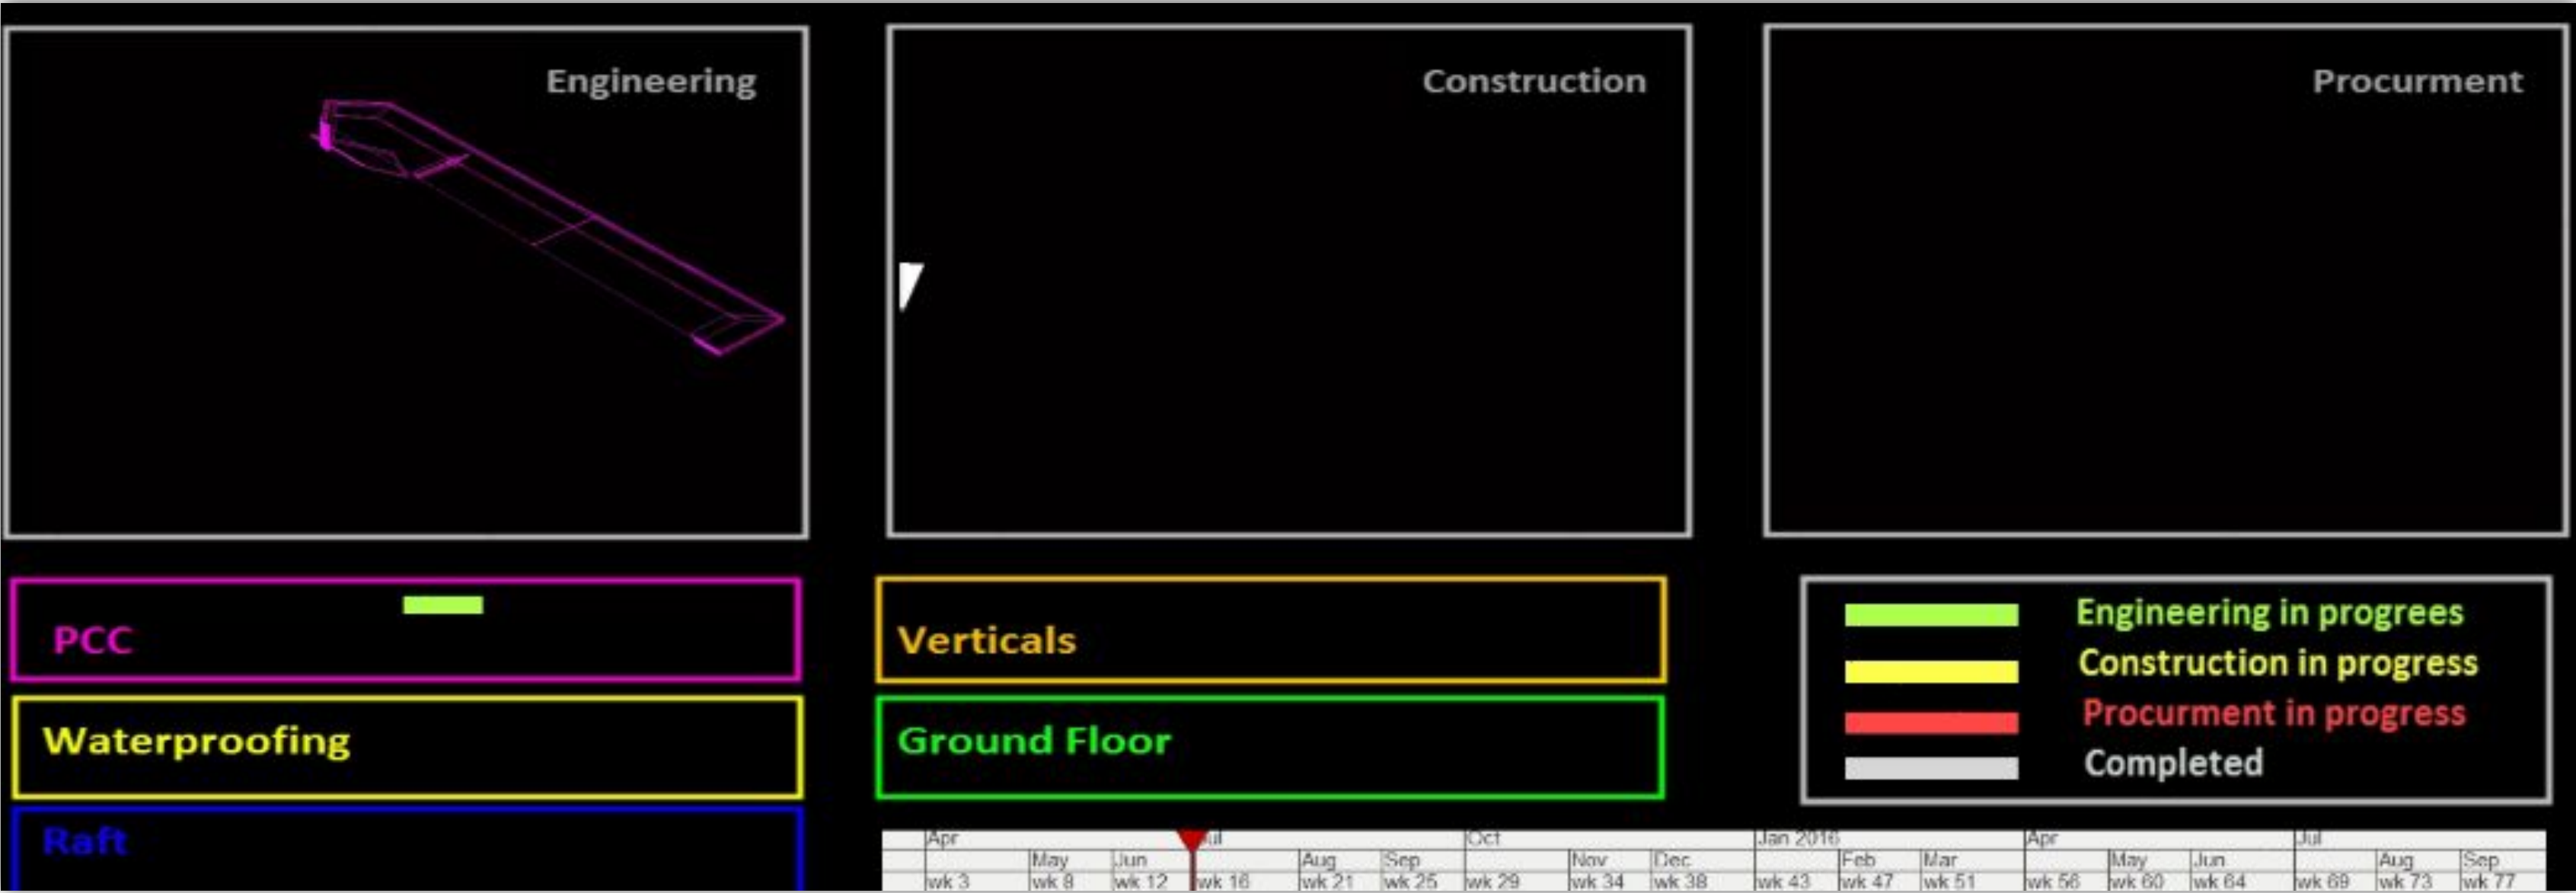 Engineering
Construction
Procurment
PCC
Verticals
Engineering in progrees
Construction in progress
Procurment in progress
Completed
Waterproofing
Ground Floor
Raft
Apr Jul Oct Jan 2016 Apr Jul
May Jun Aug Sep Nov Dec Feb Mar May Jun Aug Sep
wk 3 wk 8 wk 12 wk 16 wk 21 wk 25 wk 29 wk 34 wk 38 wk 43 wk 47 wk 51 wk 56 wk 60 wk 64 wk 69 wk 73 wk 77